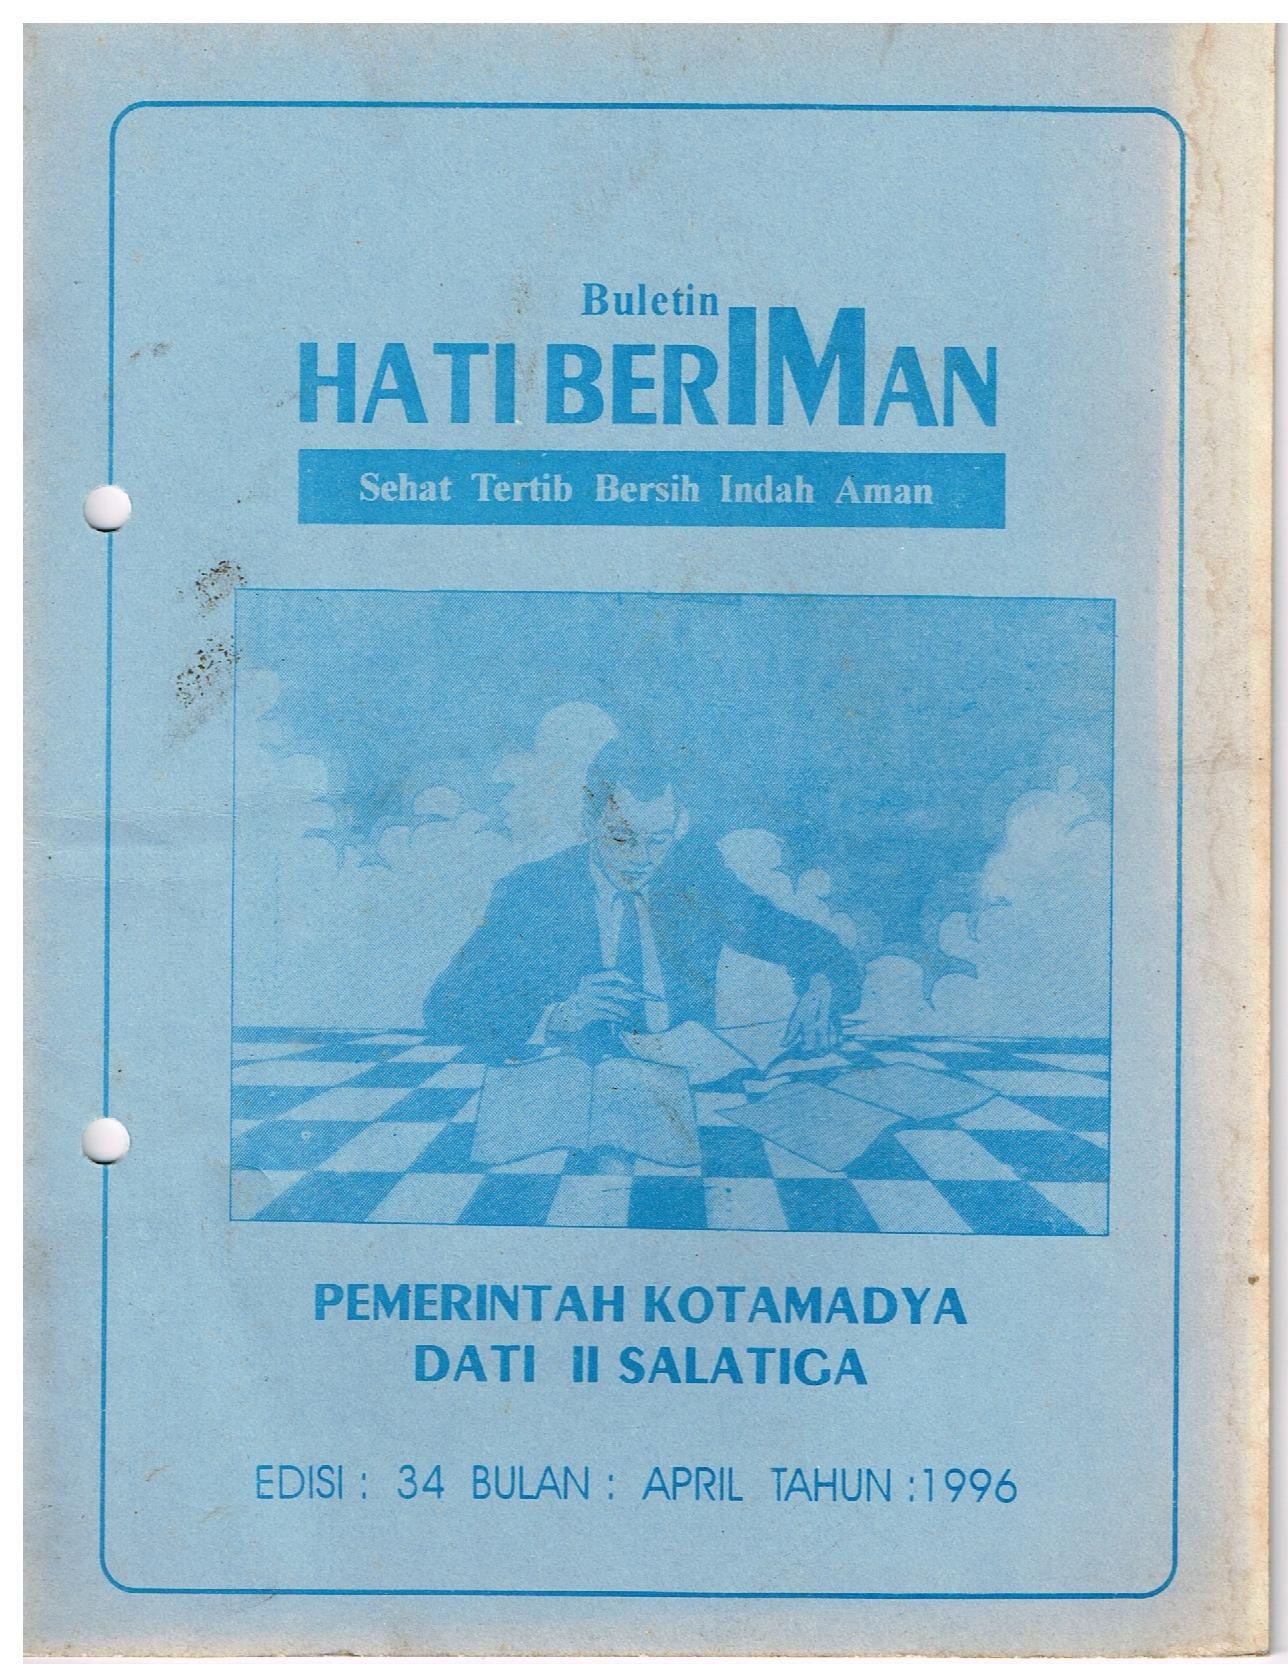 Buletin
HATI BERIMAN
Sehat Tertib Bersih Indah Aman
PEMERINTAH KOTAMADYA
DATI II SALATIGA
EDISI : 34 BULAN : APRIL TAHUN :1996